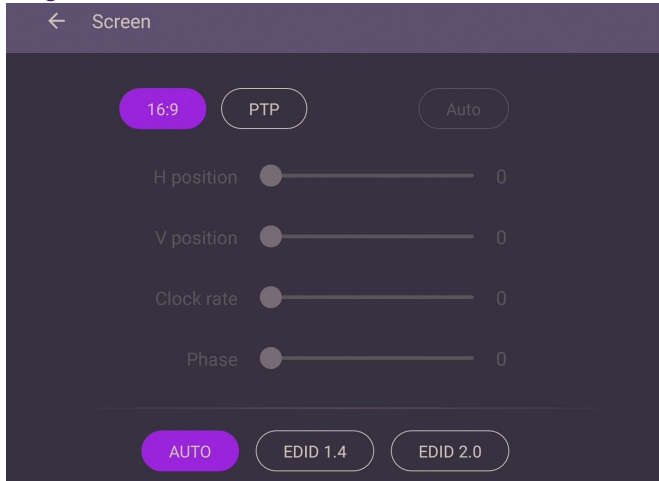 ← Screen
16:9 PTP Auto
H position 0
V position 0
Clock rate 0
Phase 0
AUTO EDID 1.4 EDID 2.0